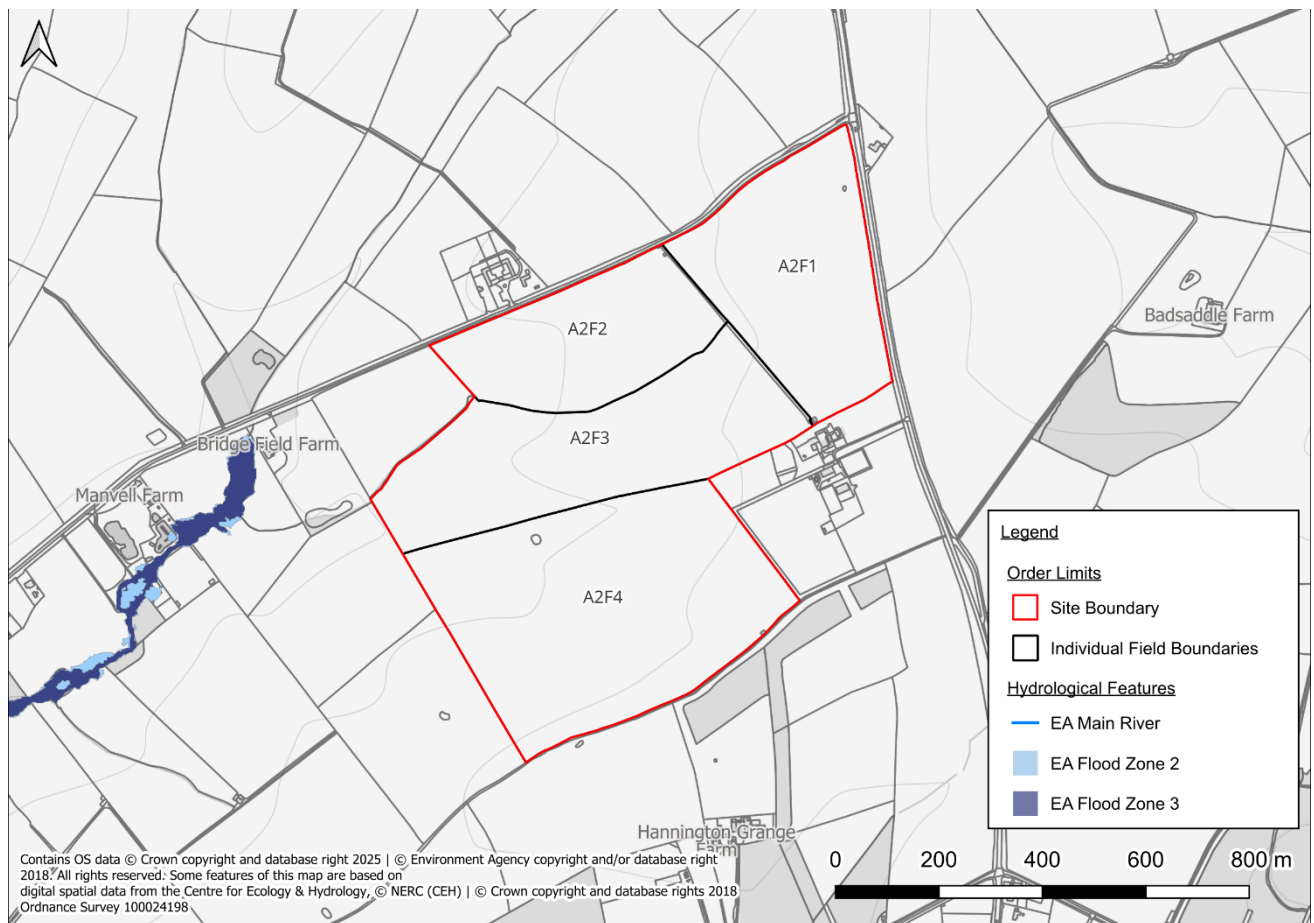 A2F1
Badsaddle Farm
A2F2
A2F3
Bridge Field Farm
Manvell Farm
A2F4
Hannington Grange
Farm
Legend
Order Limits
Site Boundary
Individual Field Boundaries
Hydrological Features
EA Main River
EA Flood Zone 2
EA Flood Zone 3
0 200 400 600 800 m
Contains OS data © Crown copyright and database right 2025 | © Environment Agency copyright and/or database right
2018. All rights reserved. Some features of this map are based on
digital spatial data from the Centre for Ecology & Hydrology, © NERC (CEH) | © Crown copyright and database rights 2018
Ordnance Survey 100024198